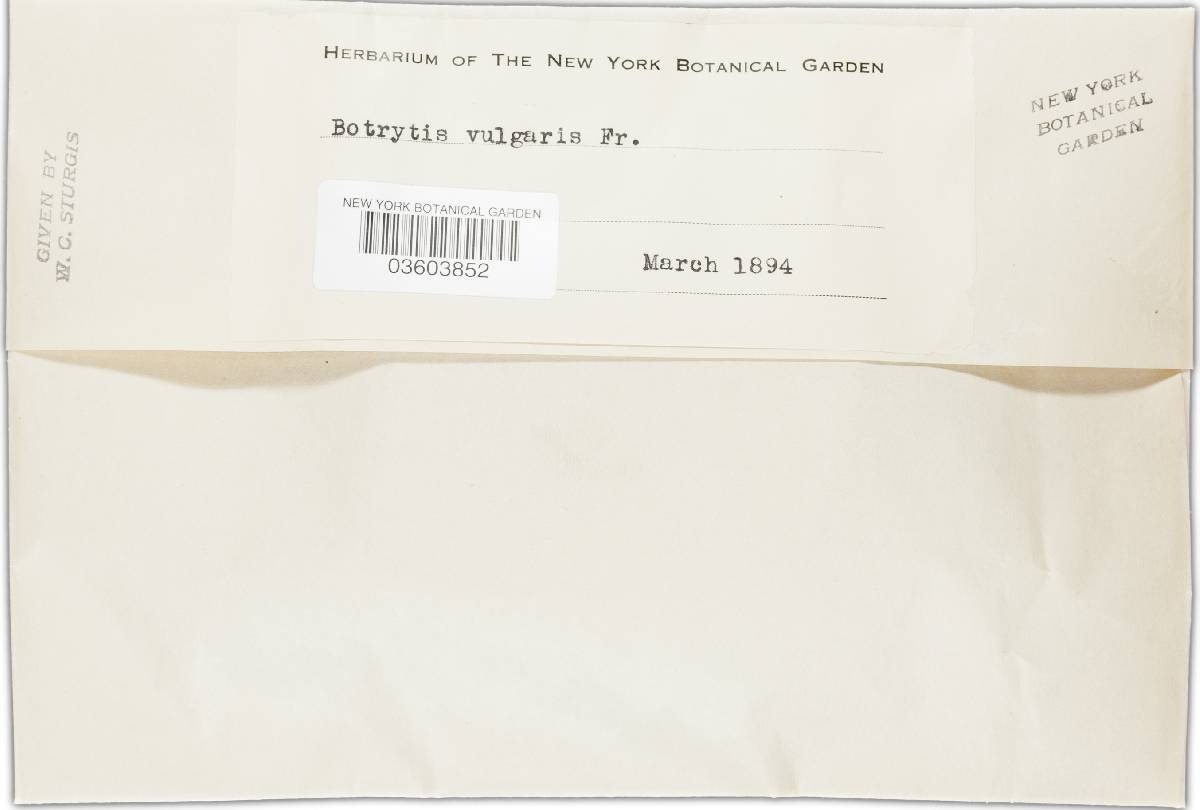 HERBARIUM OF THE NEW YORK BOTANICAL GARDEN
Botrytis vulgaris Fr.
NEW YORK BOTANICAL GARDEN
03603852
March 1894
GIVEN BY
W. C. STURGIS
NEW YORK
BOTANICAL
GARDEN